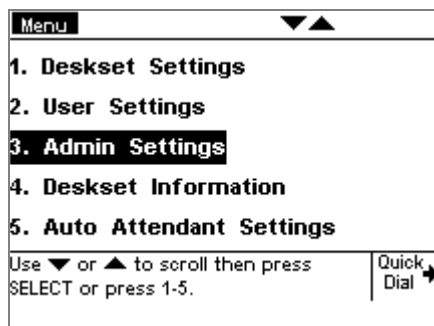 Menu ▼▲
1. Deskset Settings
2. User Settings
3. Admin Settings
4. Deskset Information
5. Auto Attendant Settings
Use ▼ or ▲ to scroll then press
SELECT or press 1-5.
Quick
Dial